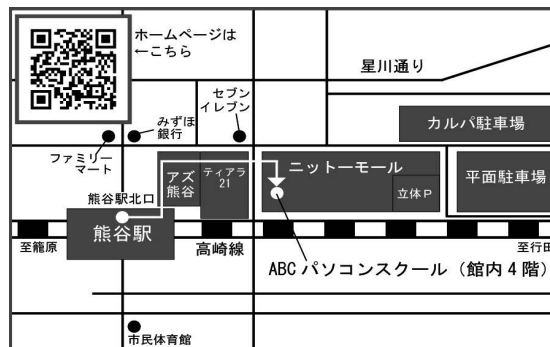 ホームページは
←こちら
星川通り
セブン
イレブン
みずほ
銀行
カルパ駐車場
ファミリー
マート
アズ
熊谷
ティアラ
21
ニットーモール
立体P
平面駐車場
熊谷駅北口
熊谷駅
至籠原
高崎線
至行田
ABCパソコンスクール（館内4階）
市民体育館